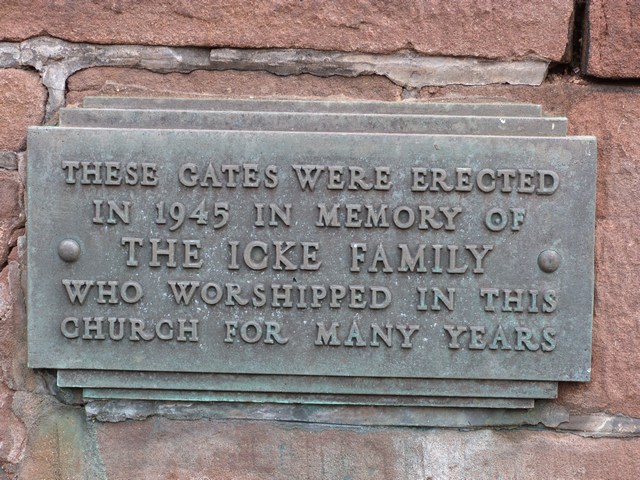 THESE GATES WERE ERECTED
IN 1945 IN MEMORY OF
THE ICKE FAMILY
WHO WORSHIPPED IN THIS
CHURCH FOR MANY YEARS